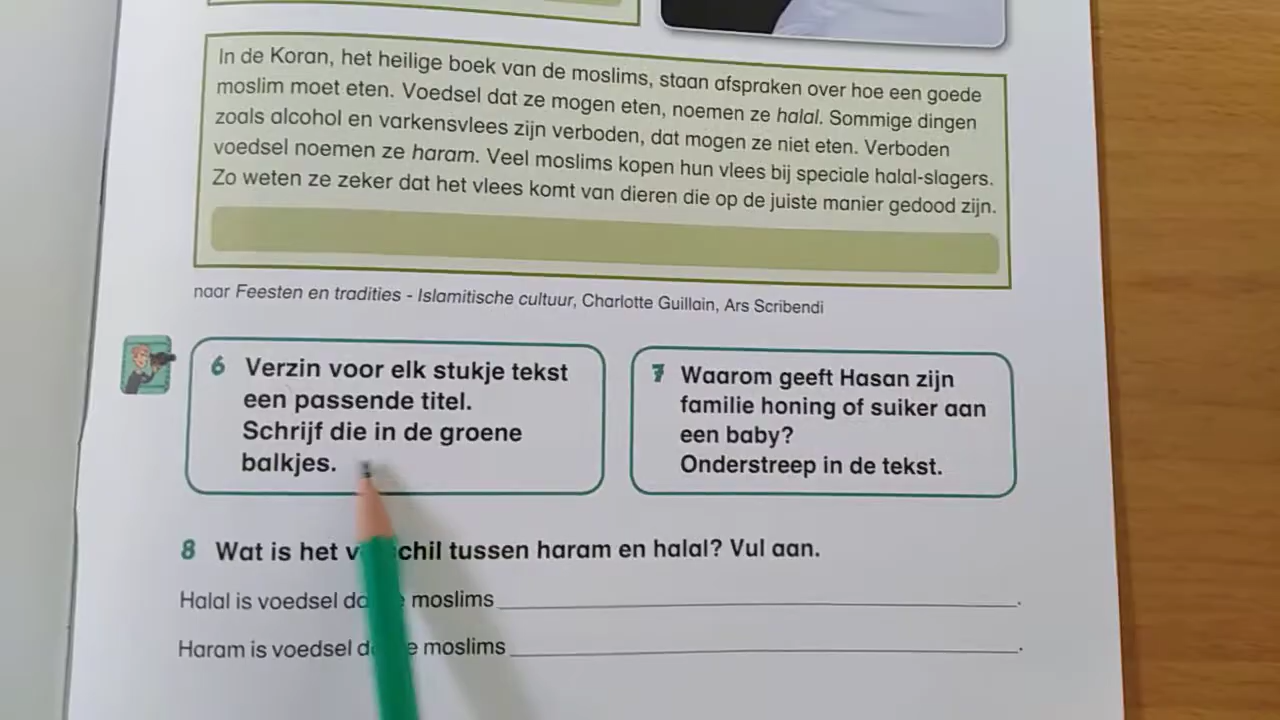 In de Koran, het heilige boek van de moslims, staan afspraken over hoe een goede
moslim moet eten. Voedsel dat ze mogen eten, noemen ze halal. Sommige dingen
zoals alcohol en varkensvlees zijn verboden, dat mogen ze niet eten. Verboden
voedsel noemen ze haram. Veel moslims kopen hun vlees bij speciale halal-slagers.
Zo weten ze zeker dat het vlees komt van dieren die op de juiste manier gedood zijn.
naar Feesten en tradities - Islamitische cultuur, Charlotte Guillain, Ars Scribendi
6 Verzin voor elk stukje tekst
een passende titel.
Schrijf die in de groene
balkjes.
7 Waarom geeft Hasan zijn
familie honing of suiker aan
een baby?
Onderstreep in de tekst.
8 Wat is het tussen haram en halal? Vul aan.
Halal is voedsel moslims
Haram is voedsel moslims